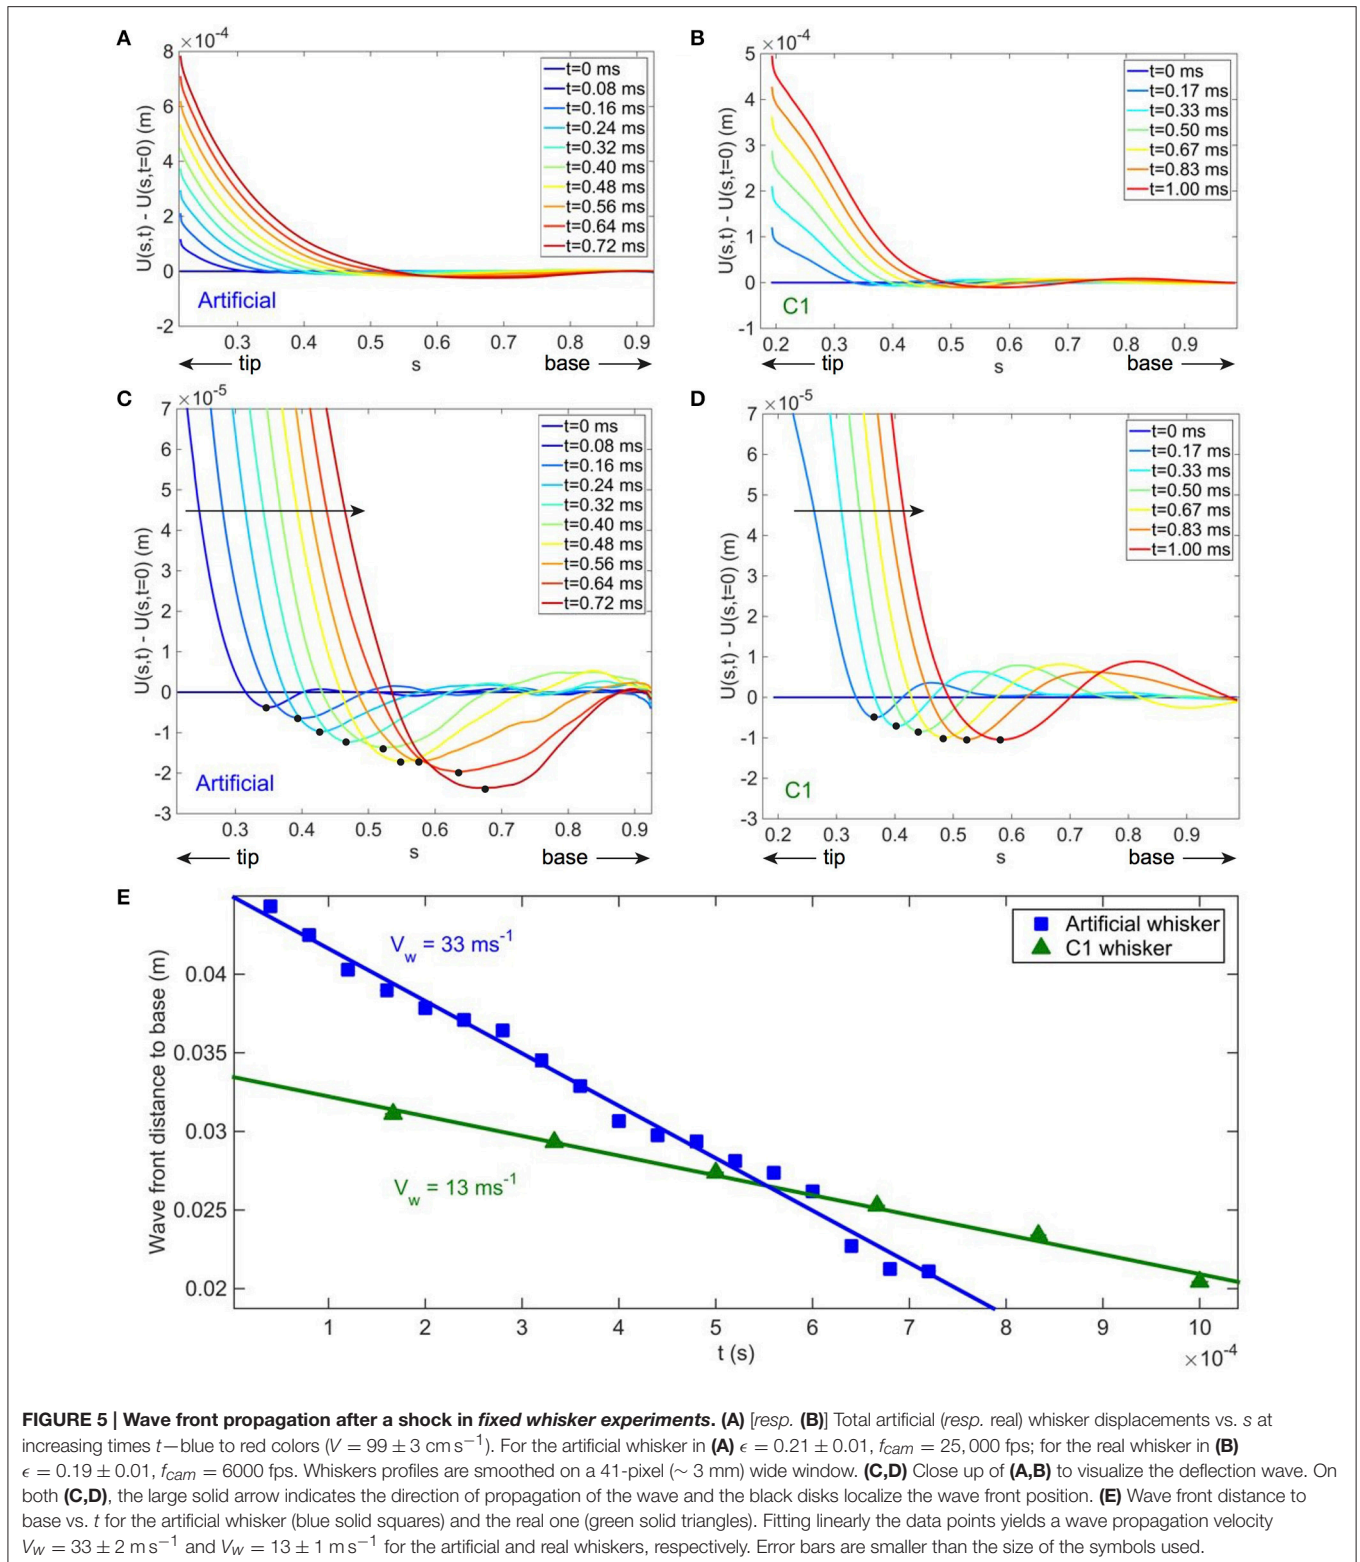 A
×10⁻⁴
8
6
4
2
0
-2
U(s,t) - U(s,t=0) (m)
t=0 ms
t=0.08 ms
t=0.16 ms
t=0.24 ms
t=0.32 ms
t=0.40 ms
t=0.48 ms
t=0.56 ms
t=0.64 ms
t=0.72 ms
Artificial
0.3 0.4 0.5 0.6 0.7 0.8 0.9
tip s base
B
×10⁻⁴
5
4
3
2
1
0
-1
U(s,t) - U(s,t=0) (m)
t=0 ms
t=0.17 ms
t=0.33 ms
t=0.50 ms
t=0.67 ms
t=0.83 ms
t=1.00 ms
C1
0.2 0.3 0.4 0.5 0.6 0.7 0.8 0.9
tip s base
C
×10⁻⁵
7
6
5
4
3
2
1
0
-1
-2
-3
U(s,t) - U(s,t=0) (m)
t=0 ms
t=0.08 ms
t=0.16 ms
t=0.24 ms
t=0.32 ms
t=0.40 ms
t=0.48 ms
t=0.56 ms
t=0.64 ms
t=0.72 ms
Artificial
0.3 0.4 0.5 0.6 0.7 0.8 0.9
tip s base
D
×10⁻⁵
7
6
5
4
3
2
1
0
-1
-2
-3
U(s,t) - U(s,t=0) (m)
t=0 ms
t=0.17 ms
t=0.33 ms
t=0.50 ms
t=0.67 ms
t=0.83 ms
t=1.00 ms
C1
0.2 0.3 0.4 0.5 0.6 0.7 0.8 0.9
tip s base
E
Wave front distance to base (m)
0.04
0.035
0.03
0.025
0.02
V_w = 33 ms⁻¹
V_w = 13 ms⁻¹
Artificial whisker
C1 whisker
1 2 3 4 5 6 7 8 9 10
t (s)
×10⁻⁴
FIGURE 5 | Wave front propagation after a shock in fixed whisker experiments. (A) [resp. (B)] Total artificial (resp. real) whisker displacements vs. s at
increasing times t—blue to red colors (V = 99 ± 3 cm s⁻¹). For the artificial whisker in (A) ϵ = 0.21 ± 0.01, f_cam = 25, 000 fps; for the real whisker in (B)
ϵ = 0.19 ± 0.01, f_cam = 6000 fps. Whiskers profiles are smoothed on a 41-pixel (∼ 3 mm) wide window. (C,D) Close up of (A,B) to visualize the deflection wave. On
both (C,D), the large solid arrow indicates the direction of propagation of the wave and the black disks localize the wave front position. (E) Wave front distance to
base vs. t for the artificial whisker (blue solid squares) and the real one (green solid triangles). Fitting linearly the data points yields a wave propagation velocity
V_W = 33 ± 2 m s⁻¹ and V_W = 13 ± 1 m s⁻¹ for the artificial and real whiskers, respectively. Error bars are smaller than the size of the symbols used.